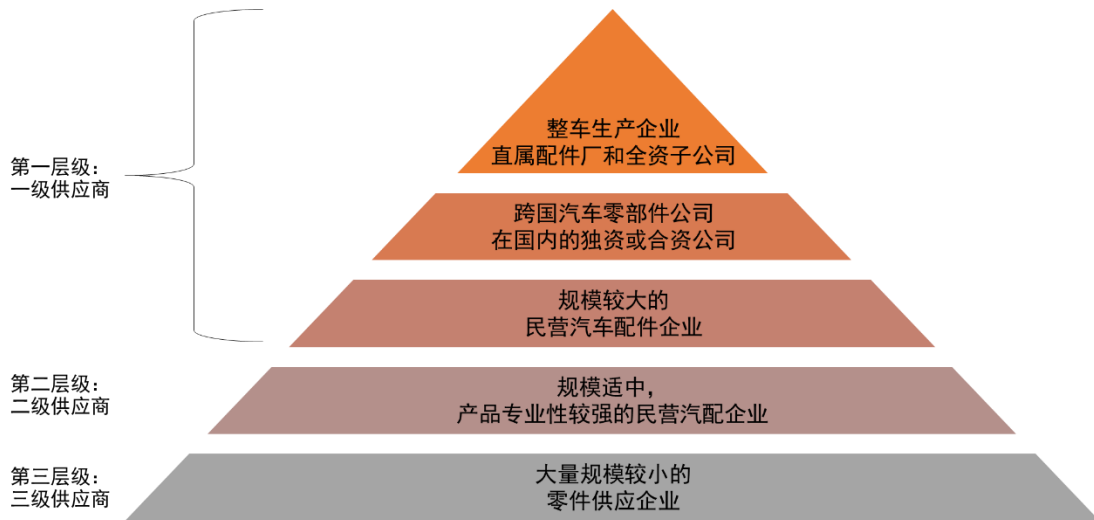 整车生产企业
直属配件厂和全资子公司
第一层级：
一级供应商
跨国汽车零部件公司
在国内的独资或合资公司
规模较大的
民营汽车配件企业
第二层级：
二级供应商
规模适中，
产品专业性较强的民营汽配企业
第三层级：
三级供应商
大量规模较小的
零件供应企业